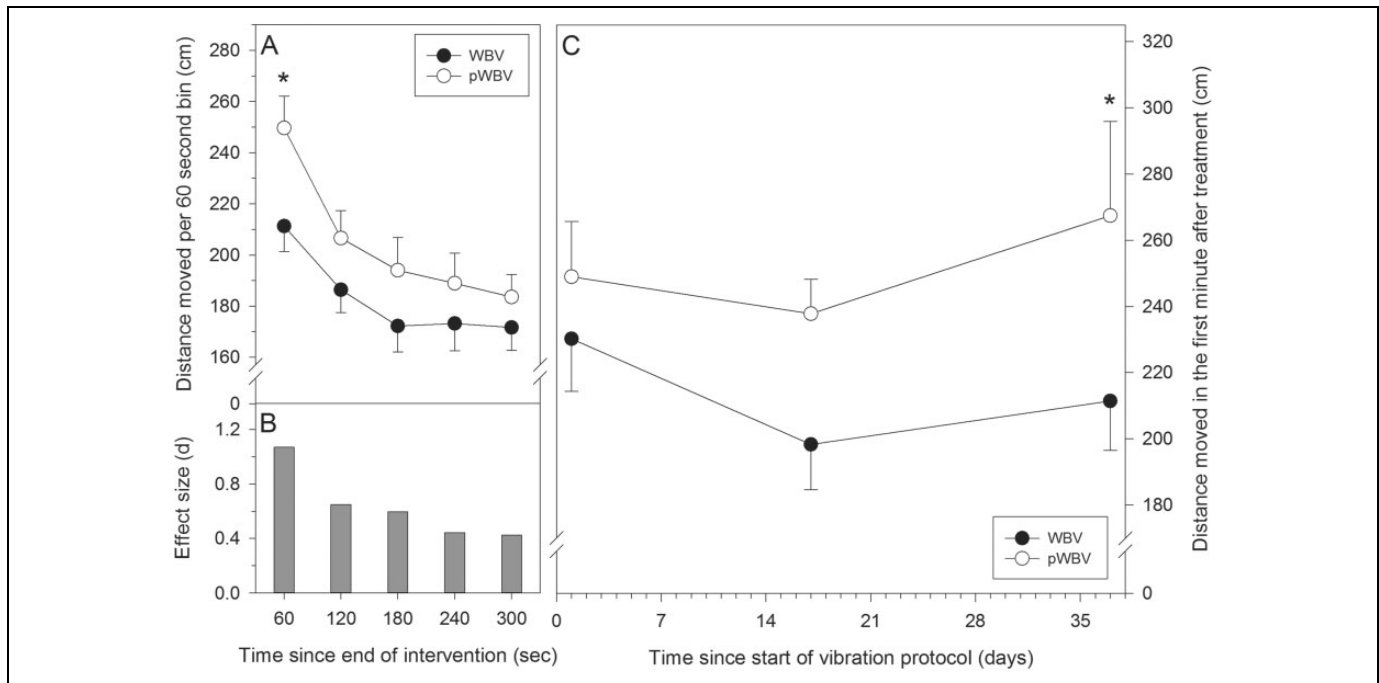 A
WBV
pWBV
*
Distance moved per 60 second bin (cm)
280
260
240
220
200
180
160
0
B
Effect size (d)
1.2
0.8
0.4
0.0
60 120 180 240 300
Time since end of intervention (sec)
C
*
WBV
pWBV
Distance moved in the first minute after treatment (cm)
320
300
280
260
240
220
200
180
0
0 7 14 21 28 35
Time since start of vibration protocol (days)